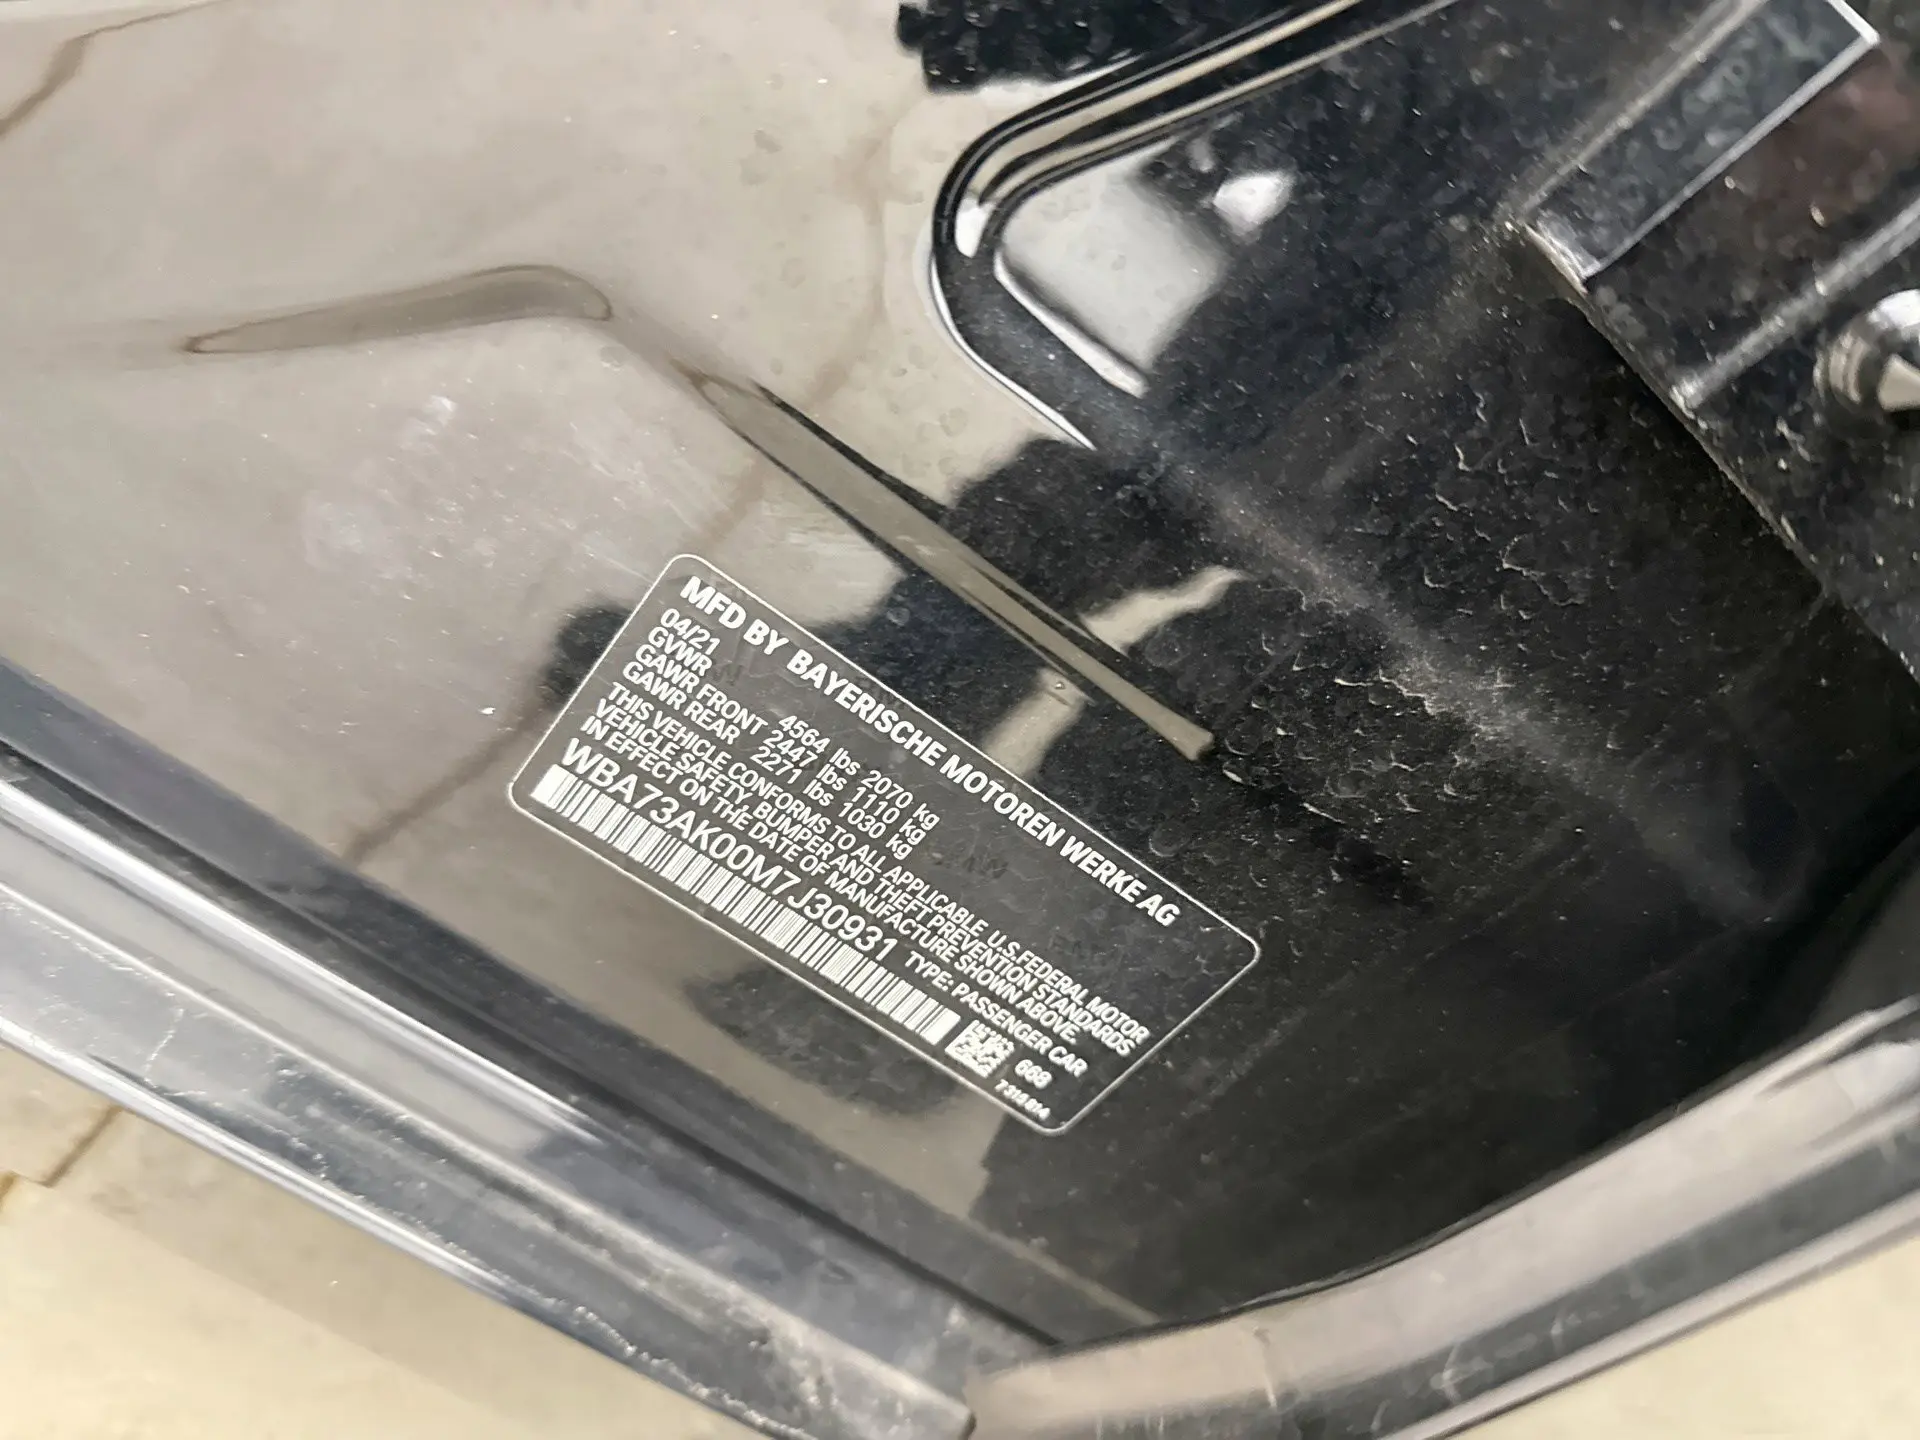 MFD BY BAYERISCHE MOTOREN WERKE AG
04/21
GVWR 4564 lbs 2070 kg
GAWR FRONT 2447 lbs 1110 kg
GAWR REAR 2271 lbs 1030 kg
THIS VEHICLE CONFORMS TO ALL APPLICABLE U.S.FEDERAL MOTOR
VEHICLE SAFETY, BUMPER AND THEFT PREVENTION STANDARDS
IN EFFECT ON THE DATE OF MANUFACTURE SHOWN ABOVE.
WBA73AK00M7J30931 TYPE: PASSENGER CAR
668